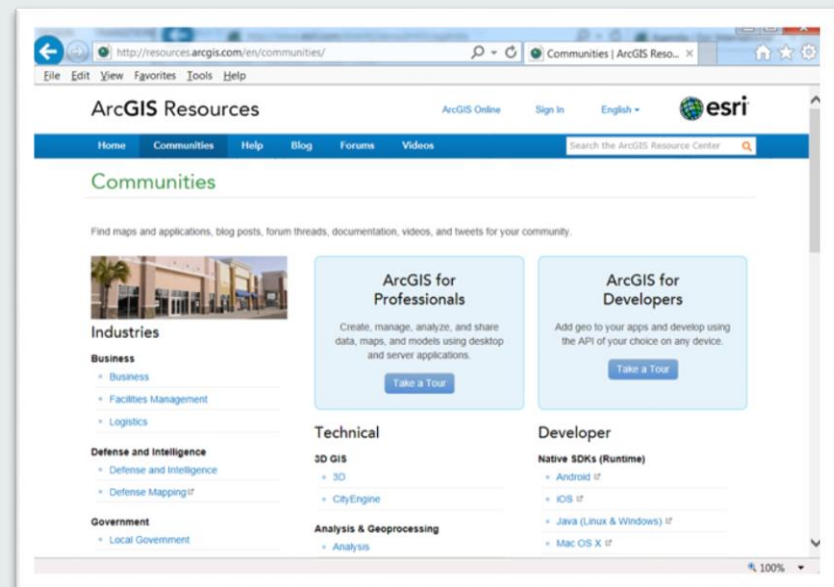 http://resources.arcgis.com/en/communities/
Communities | ArcGIS Reso...
File Edit View Favorites Tools Help
ArcGIS Resources
ArcGIS Online Sign In English
esri
Home Communities Help Blog Forums Videos
Search the ArcGIS Resource Center
Communities
Find maps and applications, blog posts, forum threads, documentation, videos, and tweets for your community.
Industries
Business
Business
Facilities Management
Logistics
Defense and Intelligence
Defense and Intelligence
Defense Mapping
Government
Local Government
ArcGIS for
Professionals
Create, manage, analyze, and share
data, maps, and models using desktop
and server applications.
Take a Tour
Technical
3D GIS
3D
CityEngine
Analysis & Geoprocessing
Analysis
ArcGIS for
Developers
Add geo to your apps and develop using
the API of your choice on any device.
Take a Tour
Developer
Native SDKs (Runtime)
Android
iOS
Java (Linux & Windows)
Mac OS X
100%